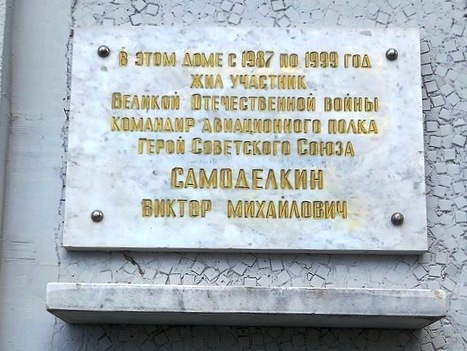 В ЭТОМ ДОМЕ С 1987 ПО 1999 ГОД
ЖИЛ УЧАСТНИК
ВЕЛИКОЙ ОТЕЧЕСТВЕННОЙ ВОЙНЫ
КОМАНДИР АВИАЦИОННОГО ПОЛКА
ГЕРОЙ СОВЕТСКОГО СОЮЗА
САМОДЕЛКИН
ВИКТОР МИХАЙЛОВИЧ